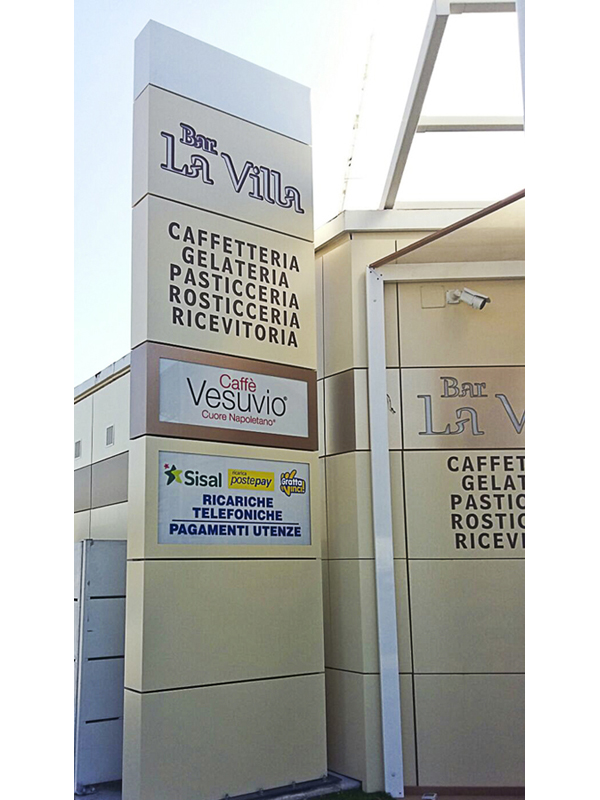 Bar
La Villa
CAFFETTERIA
GELATERIA
PASTICCERIA
ROSTICCERIA
RICEVITORIA
Caffè
Vesuvio®
Cuore Napoletano®
Sisal
ricarica
postepay
Gratta
Vinci!
RICARICHE
TELEFONICHE
PAGAMENTI UTENZE
Bar
La V
CAFFET
GELAT
PASTIC
ROSTIC
RICEVI